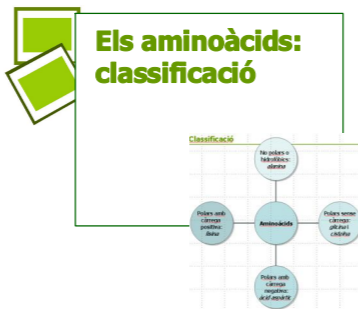 Els aminoàcids:
classificació
Classificació
No polars o
hidrofòbics:
alanina
Polars amb
càrrega
positiva:
lisina
Aminoàcids
Polars sense
càrrega:
glicina i
cisteïna
Polars amb
càrrega
negativa:
àcid aspàrtic